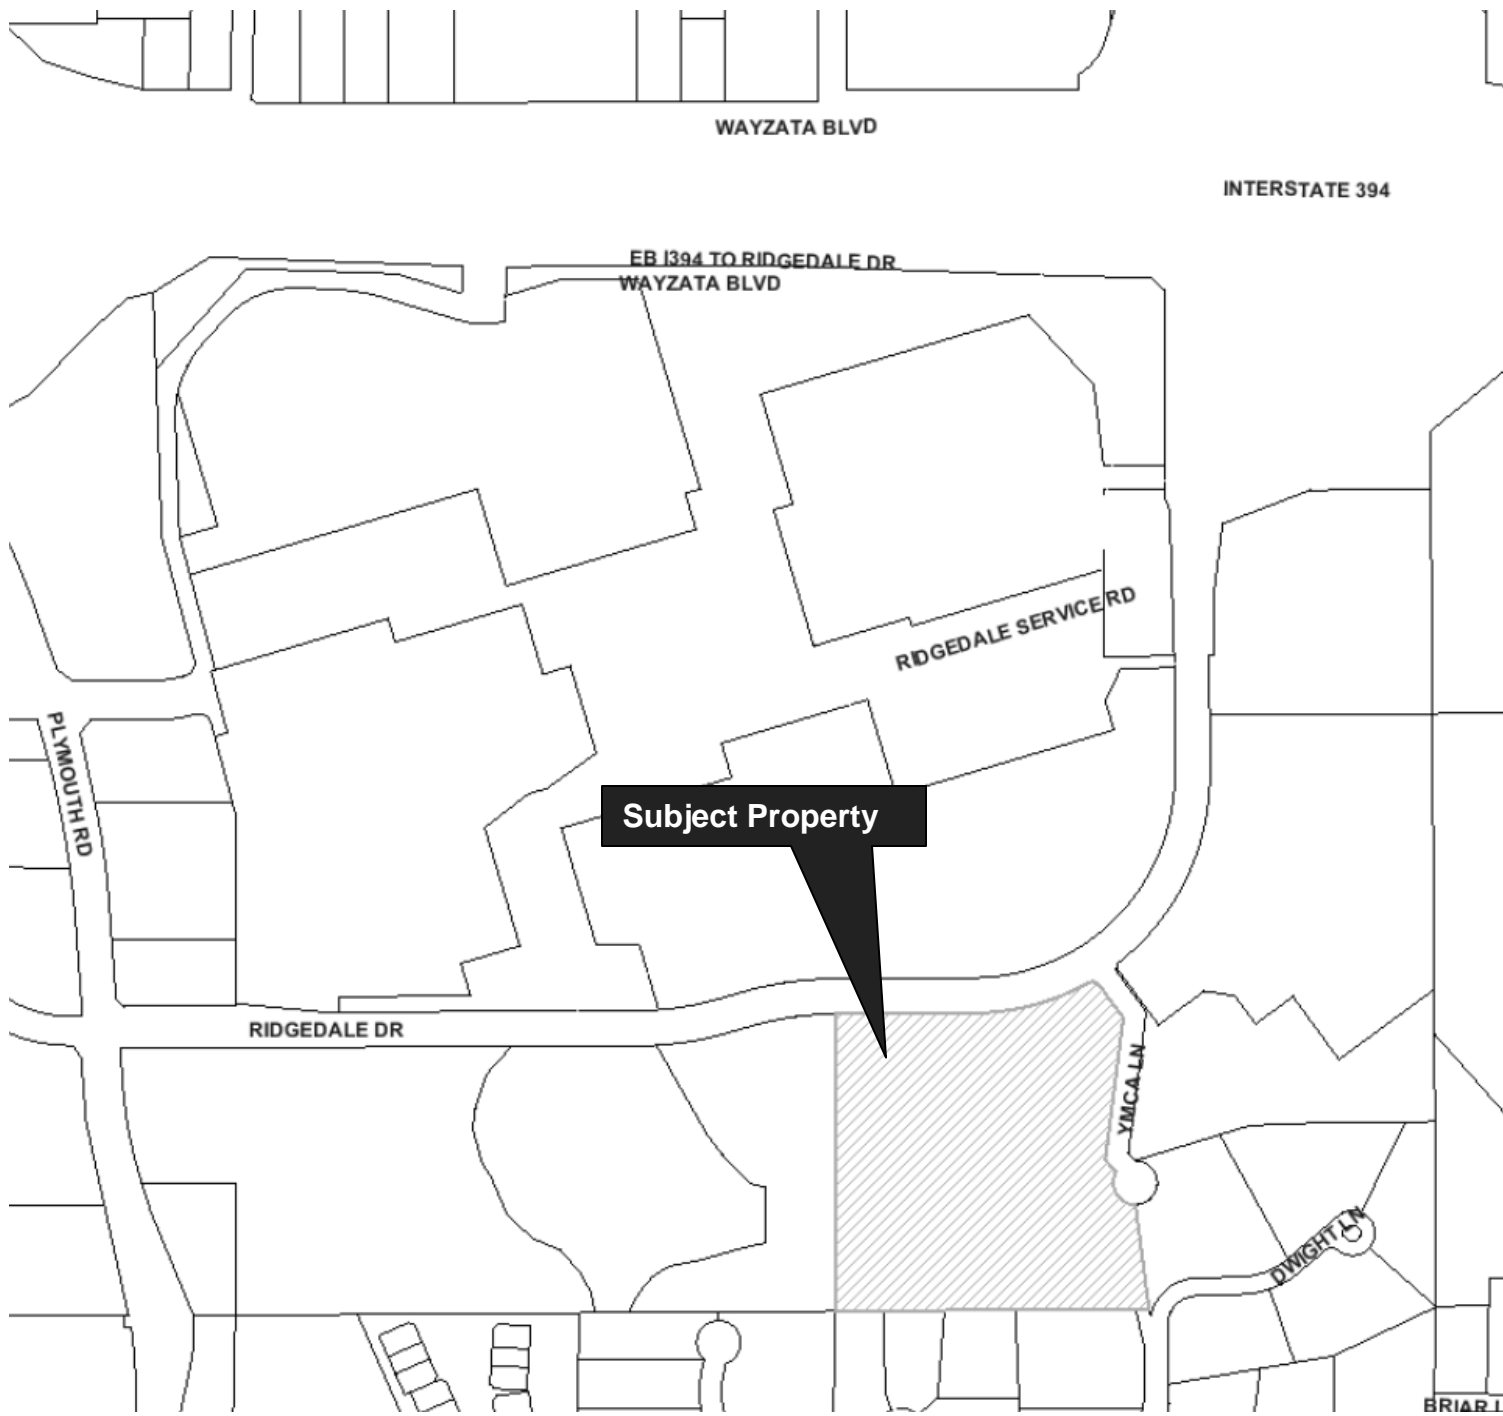 WAYZATA BLVD
INTERSTATE 394
EB I394 TO RIDGEDALE DR
WAYZATA BLVD
RIDGEDALE SERVICE RD
PLYMOUTH RD
Subject Property
RIDGEDALE DR
YMCA LN
DWIGHT LN
BRIAR L